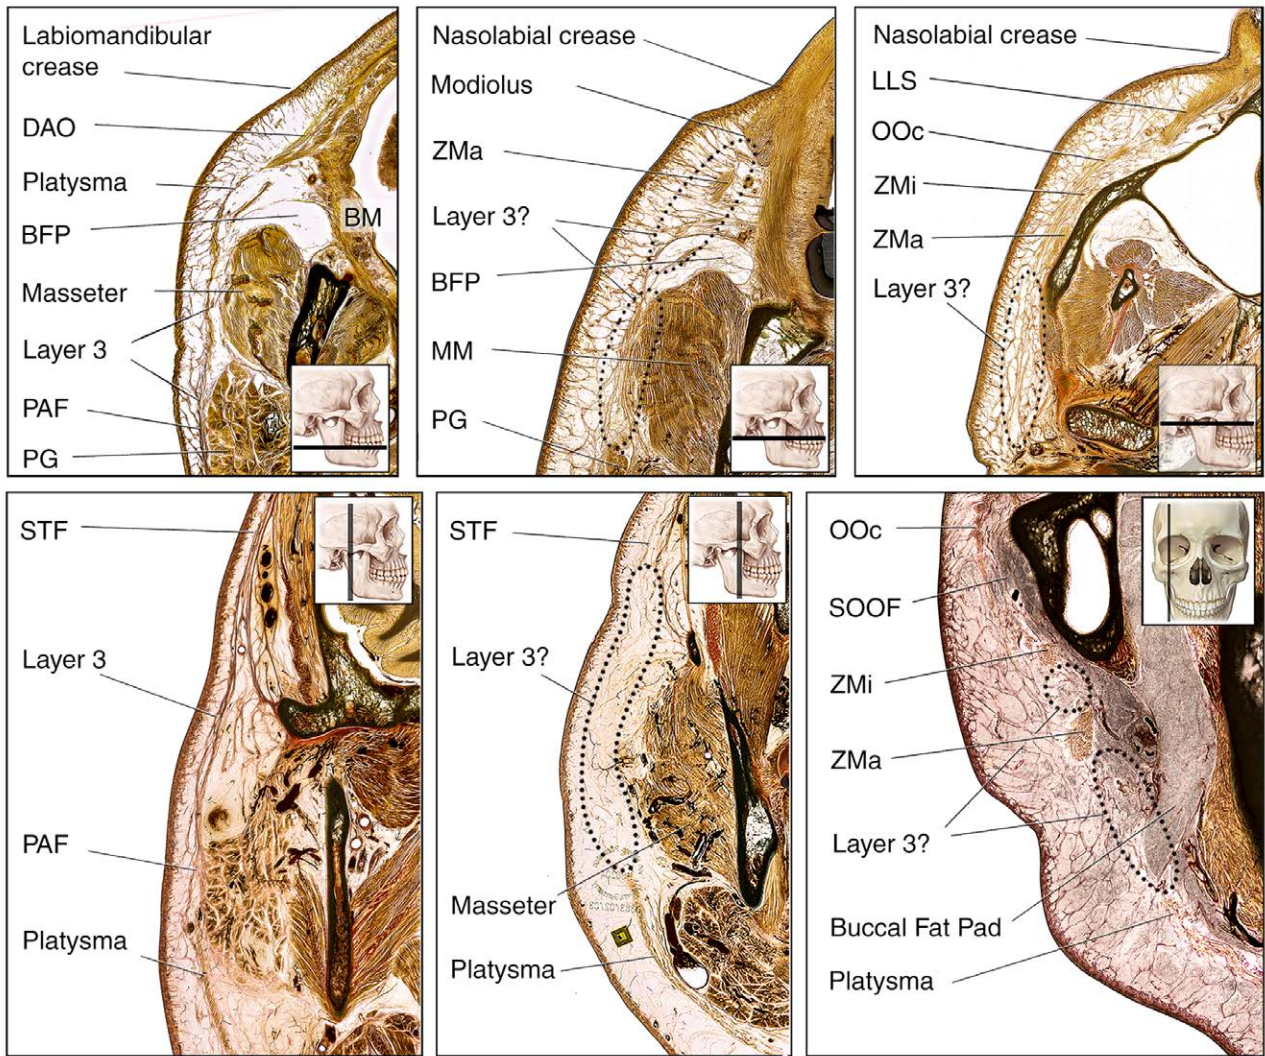 Labiomandibular
crease
DAO
Platysma
BFP
BM
Masseter
Layer 3
PAF
PG
Nasolabial crease
Modiolus
ZMa
Layer 3?
BFP
MM
PG
Nasolabial crease
LLS
OOc
ZMi
ZMa
Layer 3?
STF
Layer 3
PAF
Platysma
STF
Layer 3?
Masseter
Platysma
OOc
SOOF
ZMi
ZMa
Layer 3?
Buccal Fat Pad
Platysma